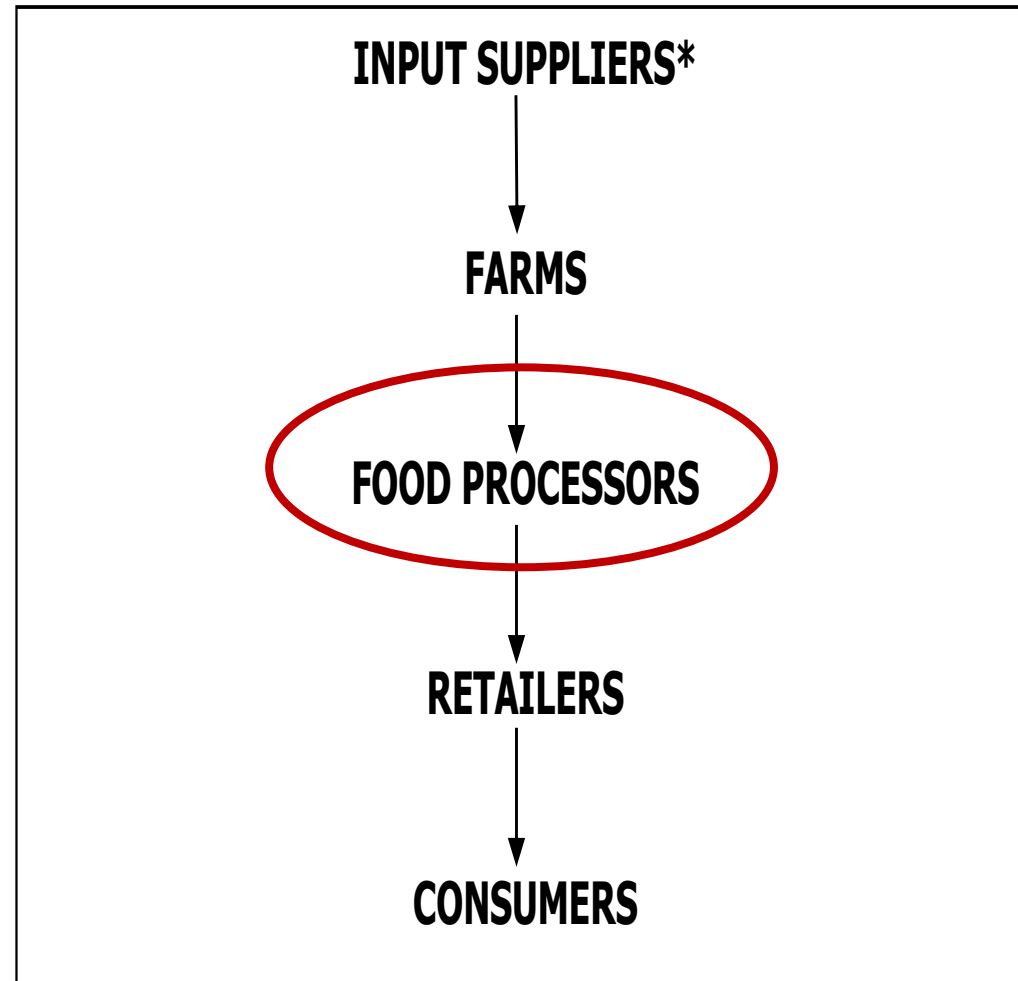 INPUT SUPPLIERS*
FARMS
FOOD PROCESSORS
RETAILERS
CONSUMERS